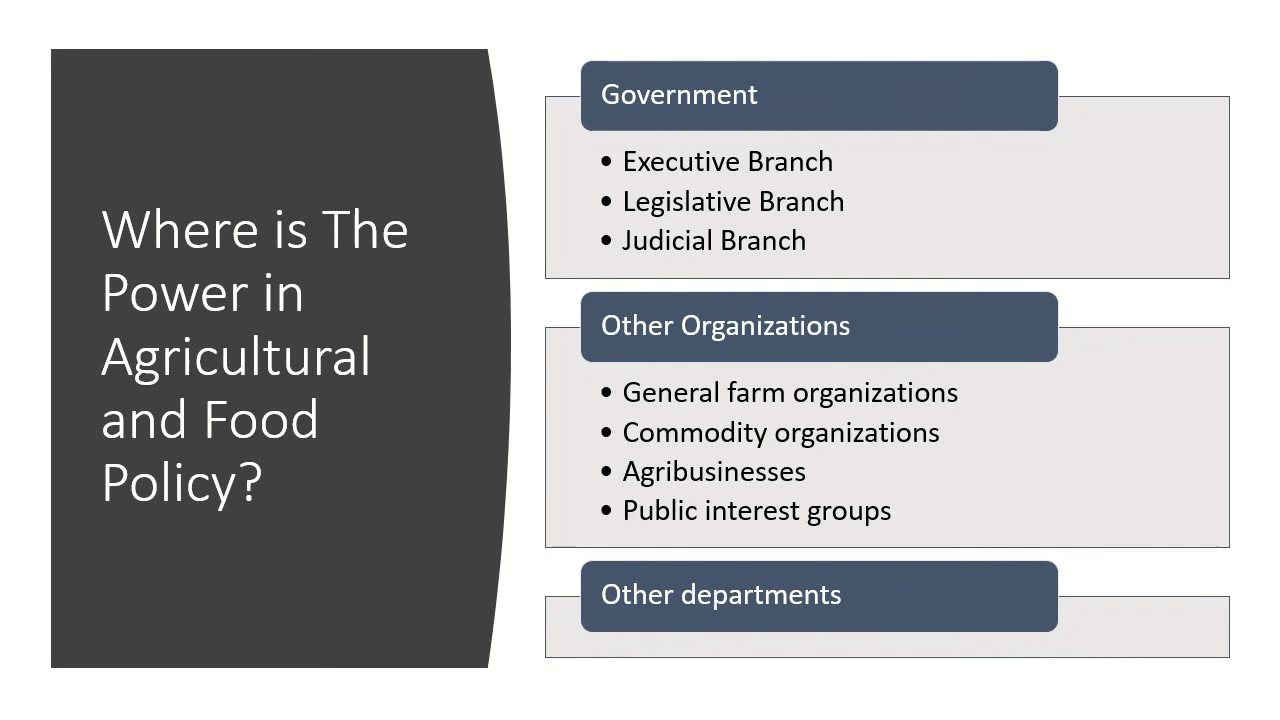 Where is The
Power in
Agricultural
and Food
Policy?
Government
• Executive Branch
• Legislative Branch
• Judicial Branch
Other Organizations
• General farm organizations
• Commodity organizations
• Agribusinesses
• Public interest groups
Other departments